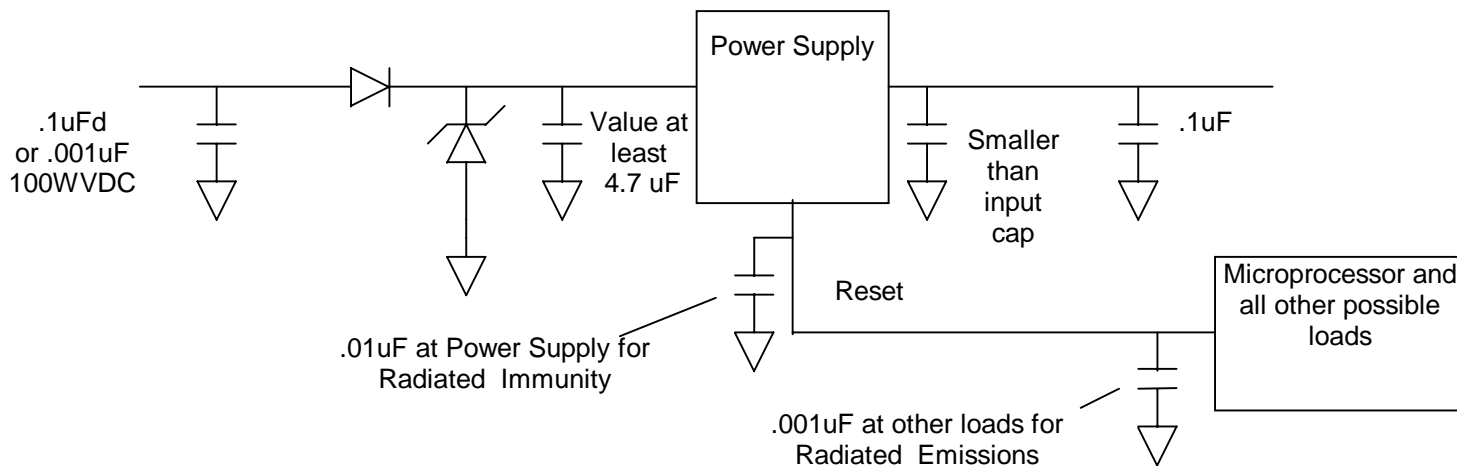 Power Supply
.1uFd
or .001uF
100WVDC
Value at
least
4.7 uF
Smaller
than
input
cap
.1uF
Reset
Microprocessor and
all other possible
loads
.01uF at Power Supply for
Radiated Immunity
.001uF at other loads for
Radiated Emissions